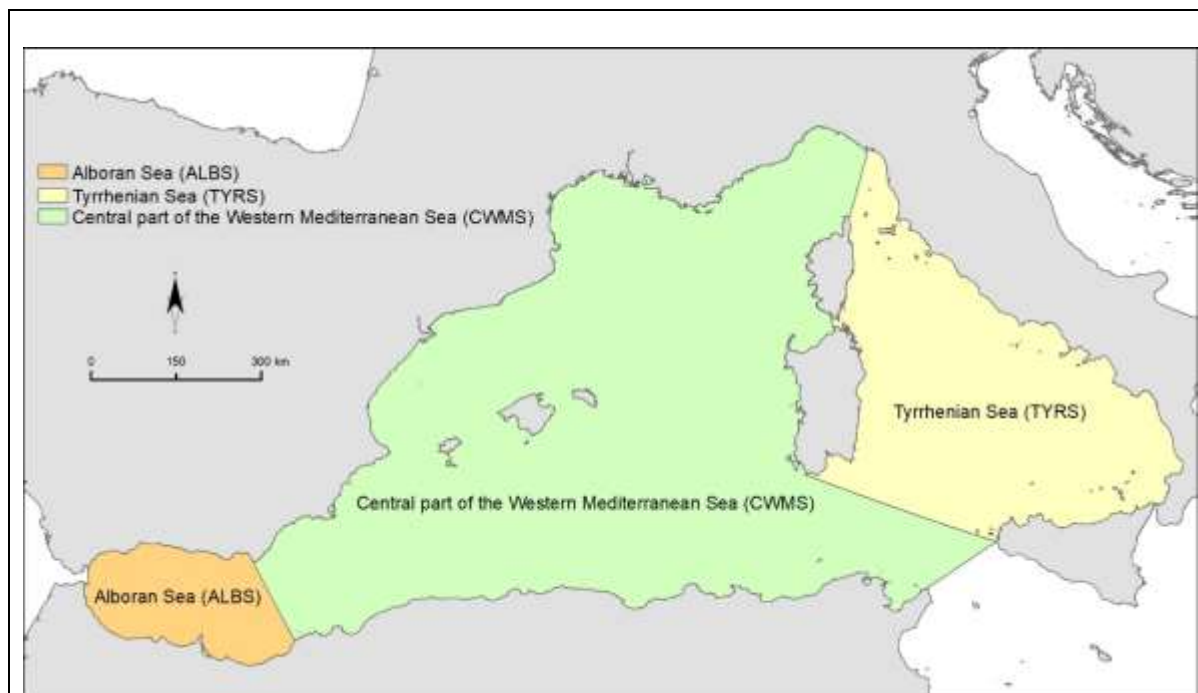 Alboran Sea (ALBS)
Tyrrhenian Sea (TYRS)
Central part of the Western Mediterranean Sea (CWMS)
0 150 300 km
Tyrrhenian Sea (TYRS)
Central part of the Western Mediterranean Sea (CWMS)
Alboran Sea (ALBS)